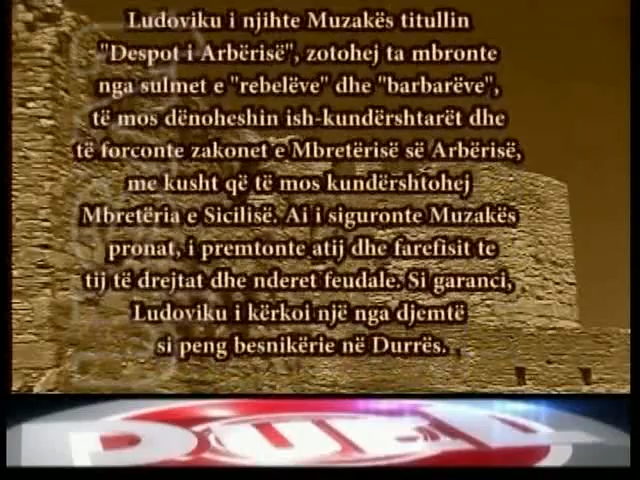 Ludoviku i njihte Muzakës titullin
"Despot i Arbërisë", zotohej ta mbronte
nga sulmet e "rebelëve" dhe "barbarëve",
të mos dënoheshin ish-kundërshtarët dhe
të forconte zakonet e Mbretërisë së Arbërisë,
me kusht që të mos kundërshtohej
Mbretëria e Sicilisë. Ai i siguronte Muzakës
pronat, i premtonte atij dhe farefisit te
tij të drejtat dhe nderet feudale. Si garanci,
Ludoviku i kërkoi një nga djemtë
si peng besnikërie në Durrës.